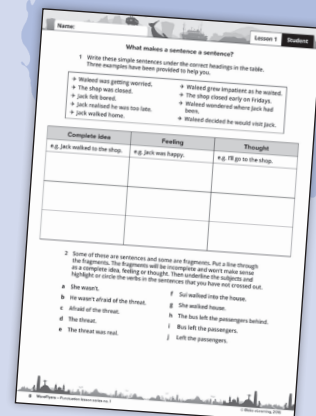 Name:
Lesson 1 Student
What makes a sentence a sentence?
1 Write these simple sentences under the correct headings in the table.
Three examples have been provided to help you.
Waleed was getting worried.
The shop was closed.
Jack felt bored.
Jack realised he was too late.
Jack walked home.
Waleed grew impatient as he waited.
The shop closed early on Fridays.
Waleed wondered where Jack had
been.
Waleed decided he would visit Jack.
Complete idea Feeling Thought
e.g. Jack walked to the shop. e.g. Jack was happy. e.g. I'll go to the shop.
2 Some of these are sentences and some are fragments. Put a line through
the fragments. The fragments will be incomplete and won't make sense
as a complete idea, feeling or thought. Then underline the subjects and
highlight or circle the verbs in the sentences that you have not crossed out.
a She wasn't.
b He wasn't afraid of the threat.
c Afraid of the threat.
d The threat.
e The threat was real.
f Sui walked into the house.
g She walked house.
h The bus left the passengers behind.
i Bus left the passengers.
j Left the passengers.